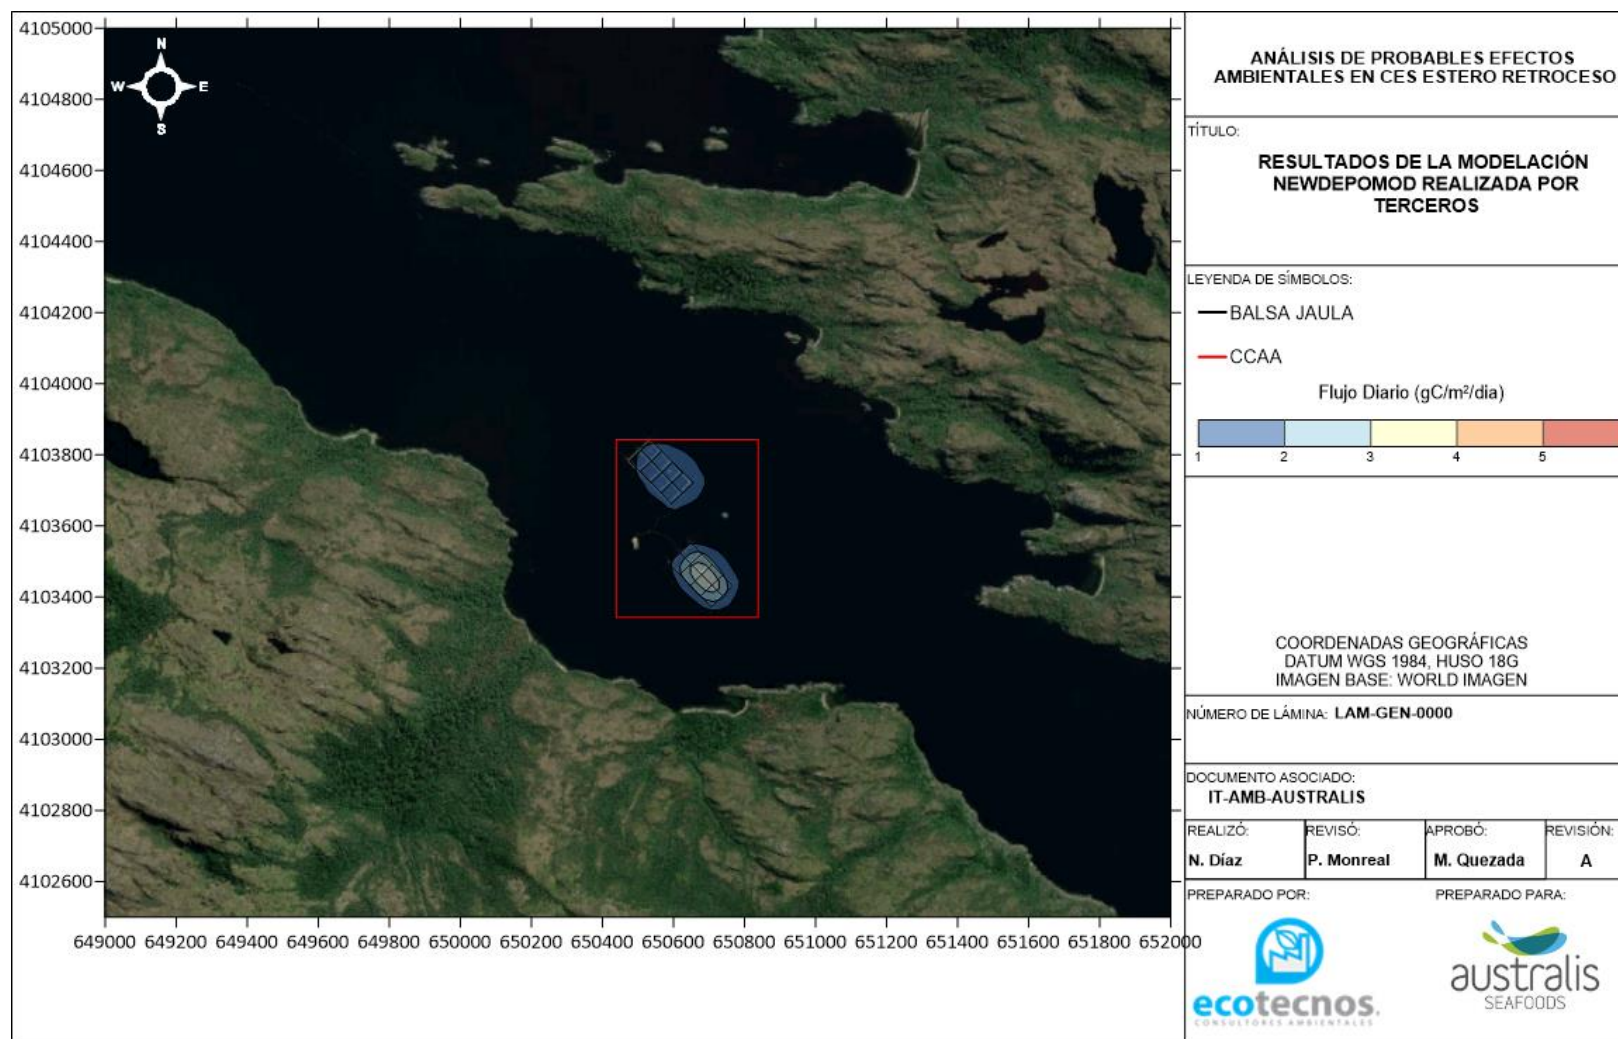 4105000
4104800
4104600
4104400
4104200
4104000
4103800
4103600
4103400
4103200
4103000
4102800
4102600
649000 649200 649400 649600 649800 650000 650200 650400 650600 650800 651000 651200 651400 651600 651800 652000
N
W E
S
ANÁLISIS DE PROBABLES EFECTOS
AMBIENTALES EN CES ESTERO RETROCESO
TÍTULO:
RESULTADOS DE LA MODELACIÓN
NEWDEPOMOD REALIZADA POR
TERCEROS
LEYENDA DE SÍMBOLOS:
BALSA JAULA
CCAA
Flujo Diario (gC/m²/dia)
1 2 3 4 5
COORDENADAS GEOGRÁFICAS
DATUM WGS 1984, HUSO 18G
IMAGEN BASE: WORLD IMAGEN
NÚMERO DE LÁMINA: LAM-GEN-0000
DOCUMENTO ASOCIADO:
IT-AMB-AUSTRALIS
REALIZÓ: REVISÓ: APROBÓ: REVISIÓN:
N. Díaz P. Monreal M. Quezada A
PREPARADO POR: PREPARADO PARA:
ecotecnos.
CONSULTORES AMBIENTALES
australis
SEAFOODS